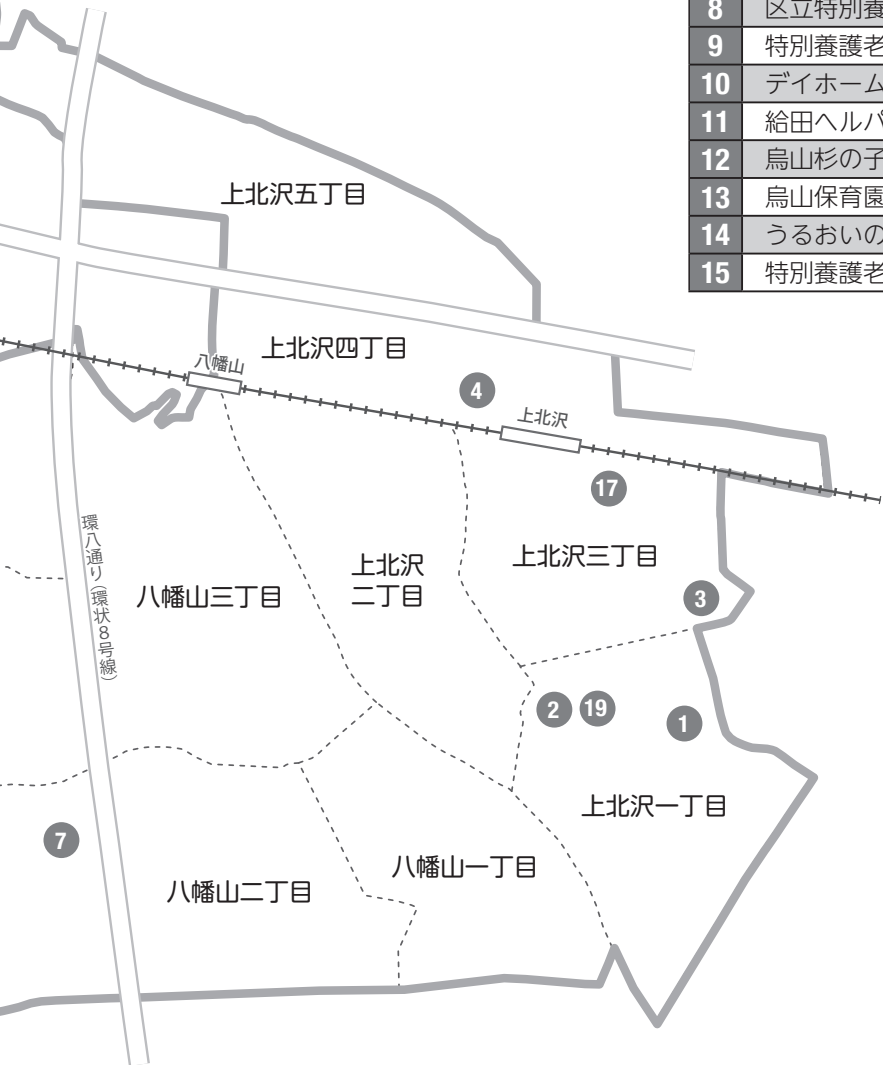 8 区立特別養
9 特別養護老
10 デイホーム
11 給田ヘルパ
12 烏山杉の子
13 烏山保育園
14 うるおいの
15 特別養護老
上北沢五丁目
上北沢四丁目
八幡山
4
上北沢
17
環八通り(環状8号線)
八幡山三丁目
上北沢
二丁目
上北沢三丁目
3
2 19
1
上北沢一丁目
7
八幡山二丁目
八幡山一丁目